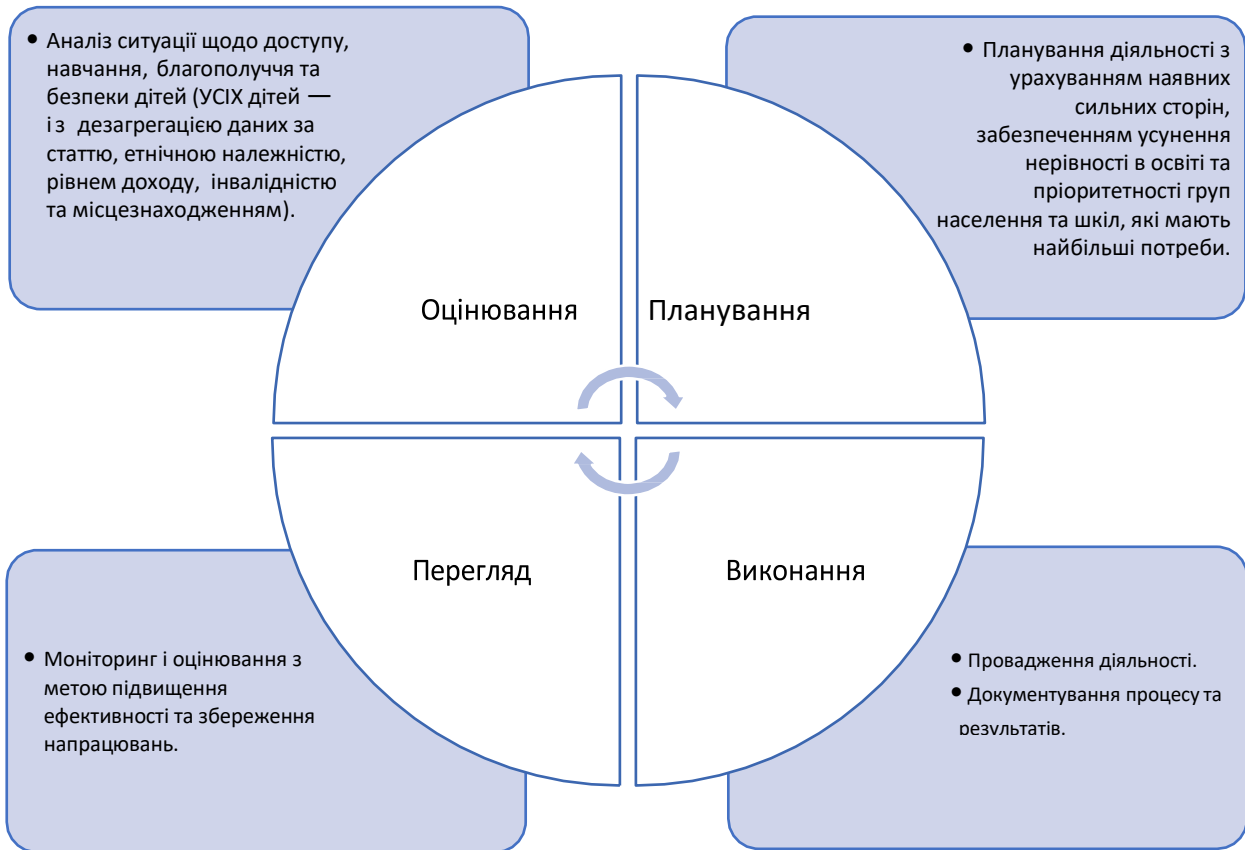 • Аналіз ситуації щодо доступу,
навчання, благополуччя та
безпеки дітей (УСІХ дітей —
із дезагрегацією даних за
статтю, етнічною належністю,
рівнем доходу, інвалідністю
та місцезнаходженням).
• Планування діяльності з
урахуванням наявних
сильних сторін,
забезпеченням усунення
нерівності в освіті та
пріоритетності груп
населення та шкіл, які мають
найбільші потреби.
Оцінювання
Планування
Перегляд
Виконання
• Моніторинг і оцінювання з
метою підвищення
ефективності та збереження
напрацювань.
• Провадження діяльності.
• Документування процесу та
результатів.